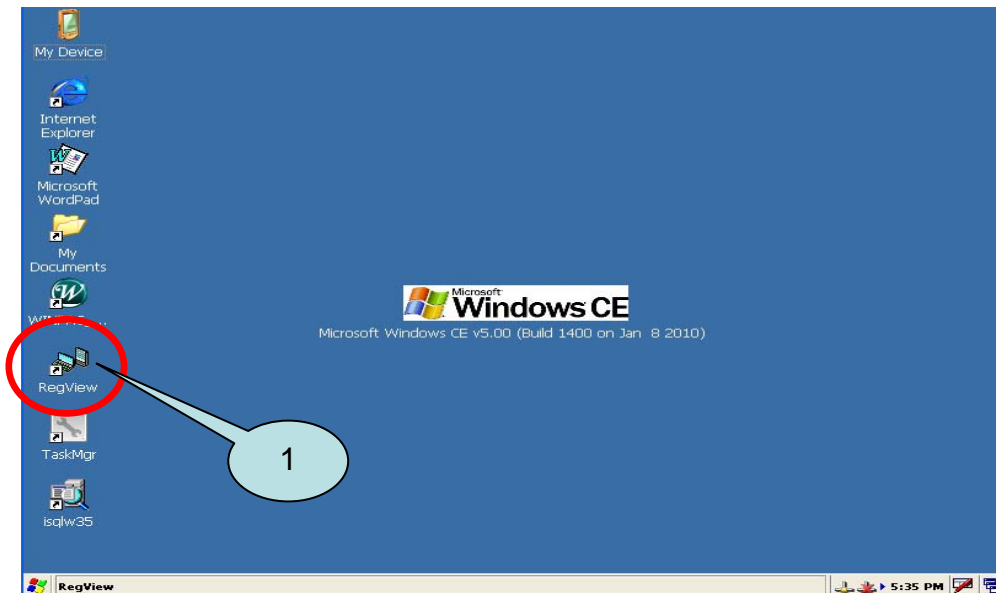 My Device
Internet
Explorer
Microsoft
WordPad
My
Documents
RegView
TaskMgr
isqlw35
Microsoft
Windows CE
Microsoft Windows CE v5.00 (Build 1400 on Jan 8 2010)
1
RegView
5:35 PM